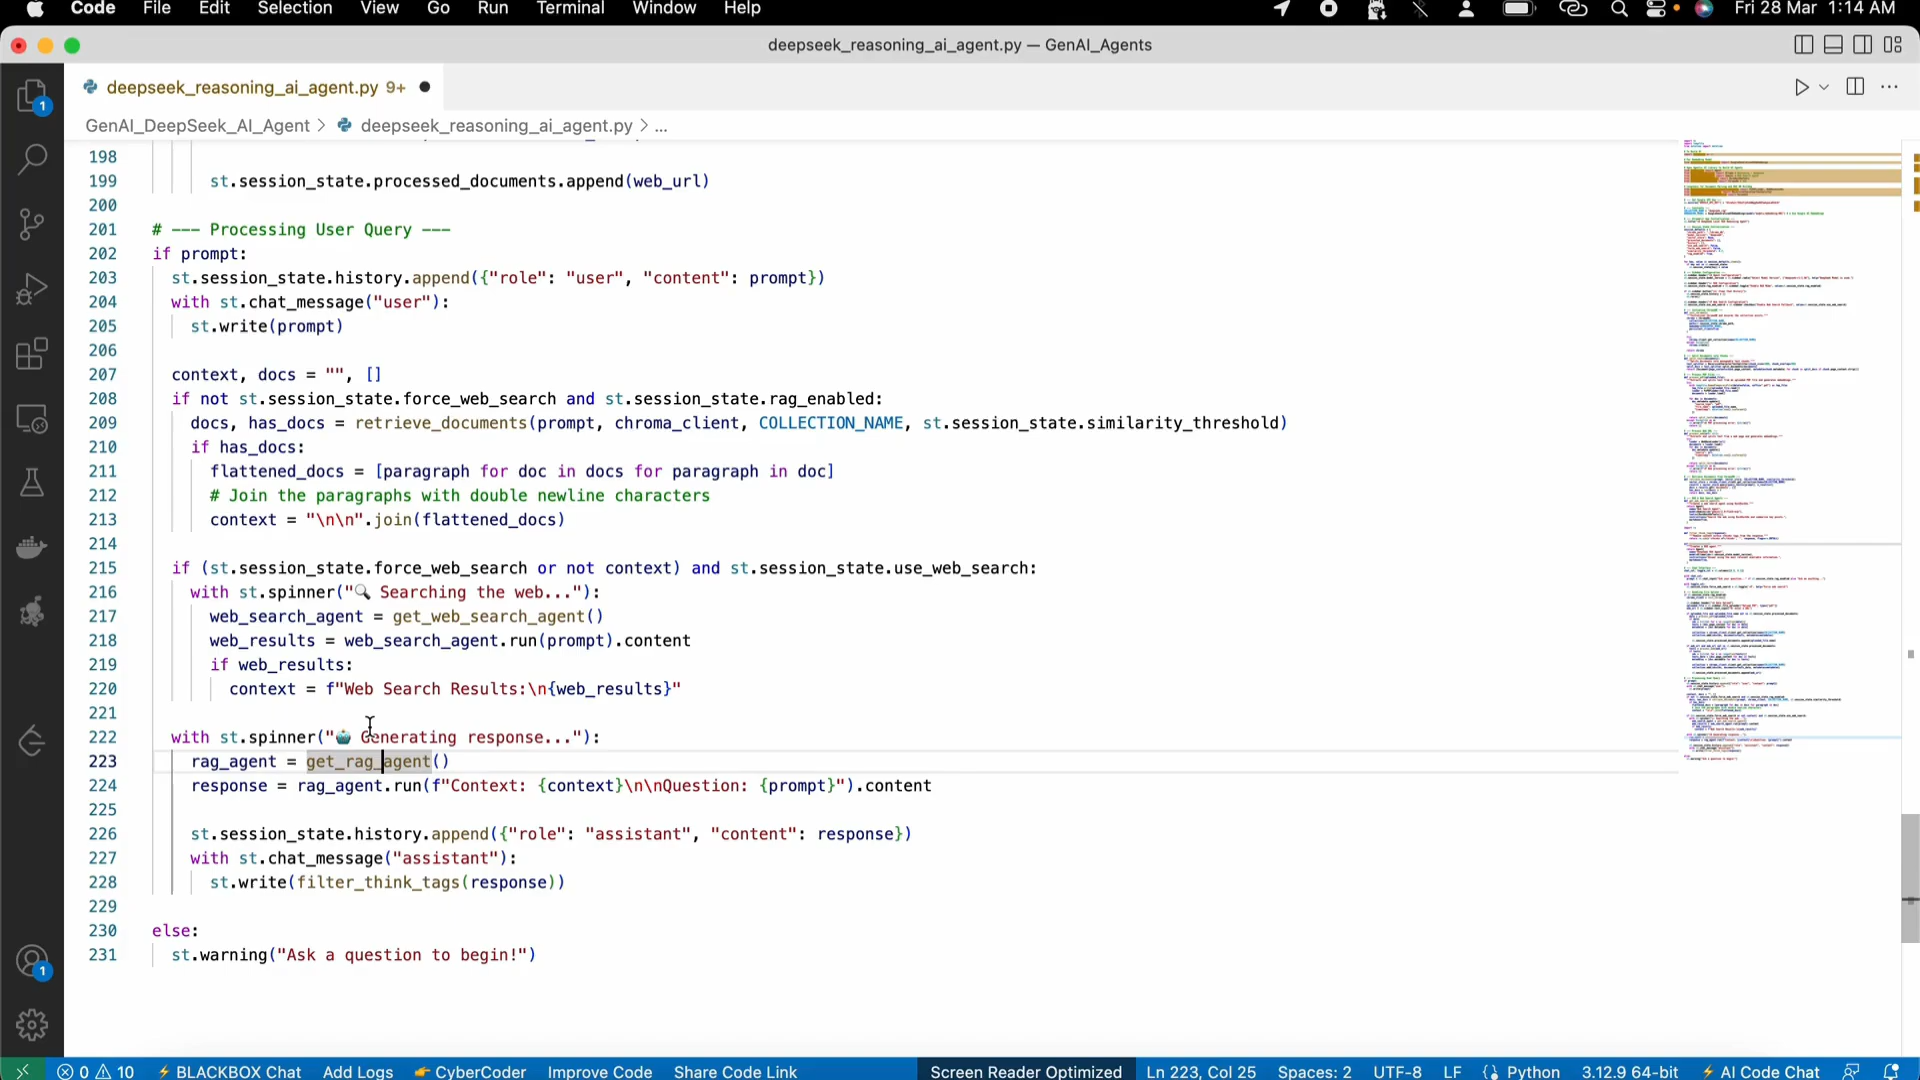 Code File Edit Selection View Go Run Terminal Window Help Fri 28 Mar 1:14 AM
deepseek_reasoning_ai_agent.py — GenAI_Agents
deepseek_reasoning_ai_agent.py 9+
GenAI_DeepSeek_AI_Agent > deepseek_reasoning_ai_agent.py > ...
198
199 st.session_state.processed_documents.append(web_url)
200
201 # --- Processing User Query ---
202 if prompt:
203 st.session_state.history.append({"role": "user", "content": prompt})
204 with st.chat_message("user"):
205 st.write(prompt)
206
207 context, docs = "", []
208 if not st.session_state.force_web_search and st.session_state.rag_enabled:
209 docs, has_docs = retrieve_documents(prompt, chroma_client, COLLECTION_NAME, st.session_state.similarity_threshold)
210 if has_docs:
211 flattened_docs = [paragraph for doc in docs for paragraph in doc]
212 # Join the paragraphs with double newline characters
213 context = "\n\n".join(flattened_docs)
214
215 if (st.session_state.force_web_search or not context) and st.session_state.use_web_search:
216 with st.spinner("🔍 Searching the web..."):
217 web_search_agent = get_web_search_agent()
218 web_results = web_search_agent.run(prompt).content
219 if web_results:
220 context = f"Web Search Results:\n{web_results}"
221
222 with st.spinner("🤖 Generating response..."):
223 rag_agent = get_rag_agent()
224 response = rag_agent.run(f"Context: {context}\n\nQuestion: {prompt}").content
225
226 st.session_state.history.append({"role": "assistant", "content": response})
227 with st.chat_message("assistant"):
228 st.write(filter_think_tags(response))
229
230 else:
231 st.warning("Ask a question to begin!")
1
1
0 10 BLACKBOX Chat Add Logs CyberCoder Improve Code Share Code Link Screen Reader Optimized Ln 223, Col 25 Spaces: 2 UTF-8 LF Python 3.12.9 64-bit AI Code Chat